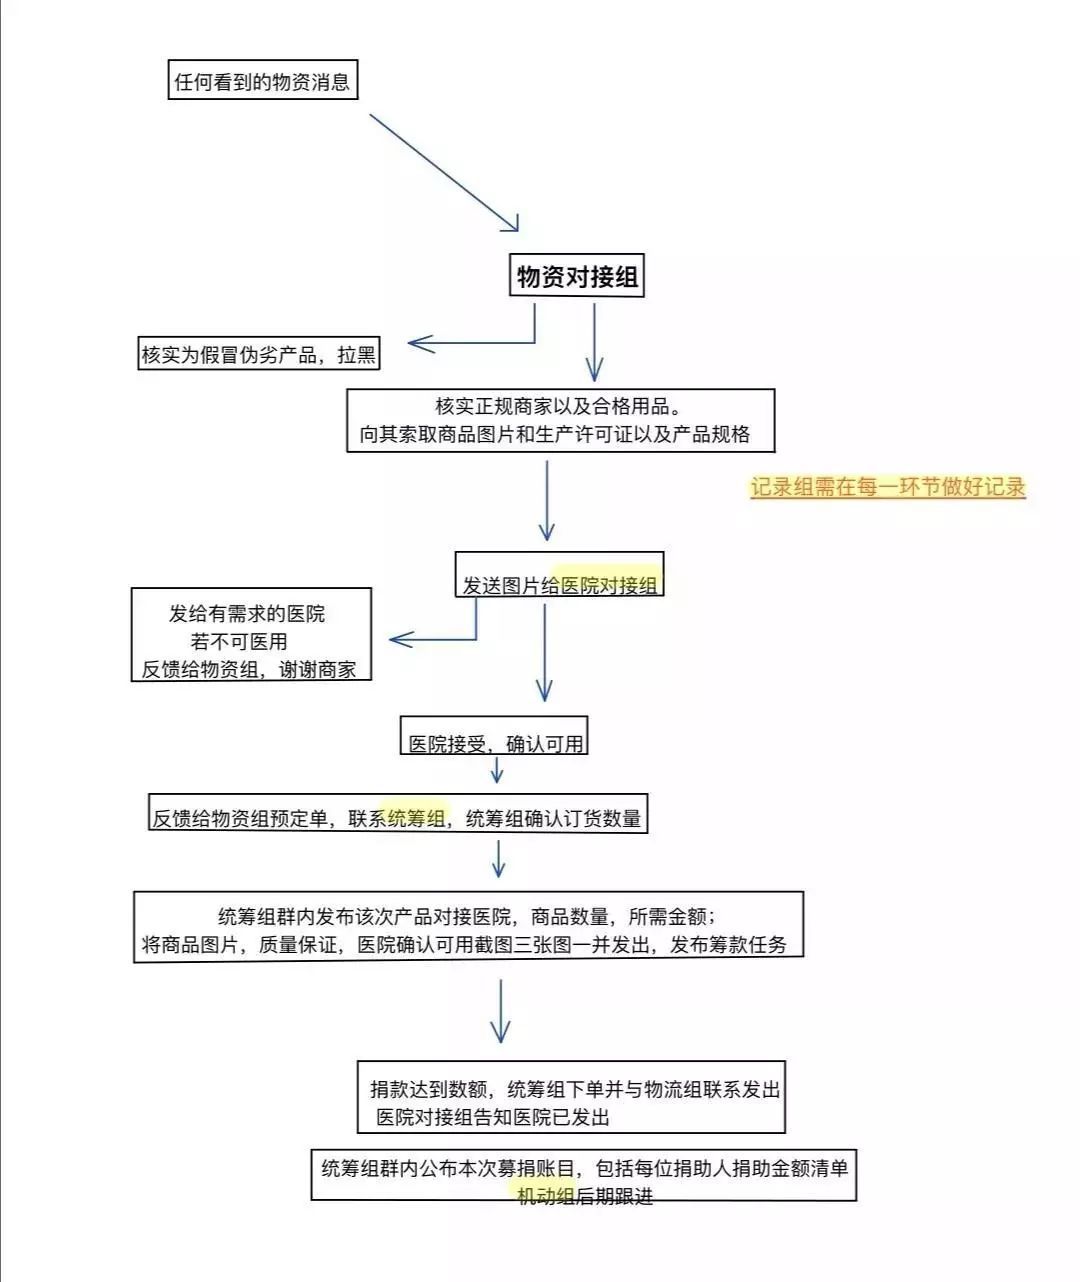 任何看到的物资消息
物资对接组
核实为假冒伪劣产品，拉黑
核实正规商家以及合格用品。
向其索取商品图片和生产许可证以及产品规格
记录组需在每一环节做好记录
发送图片给医院对接组
发给有需求的医院
若不可医用
反馈给物资组，谢谢商家
医院接受，确认可用
反馈给物资组预定单，联系统筹组，统筹组确认订货数量
统筹组群内发布该次产品对接医院，商品数量，所需金额；
将商品图片，质量保证，医院确认可用截图三张图一并发出，发布筹款任务
捐款达到数额，统筹组下单并与物流组联系发出
医院对接组告知医院已发出
统筹组群内公布本次募捐账目，包括每位捐助人捐助金额清单
机动组后期跟进